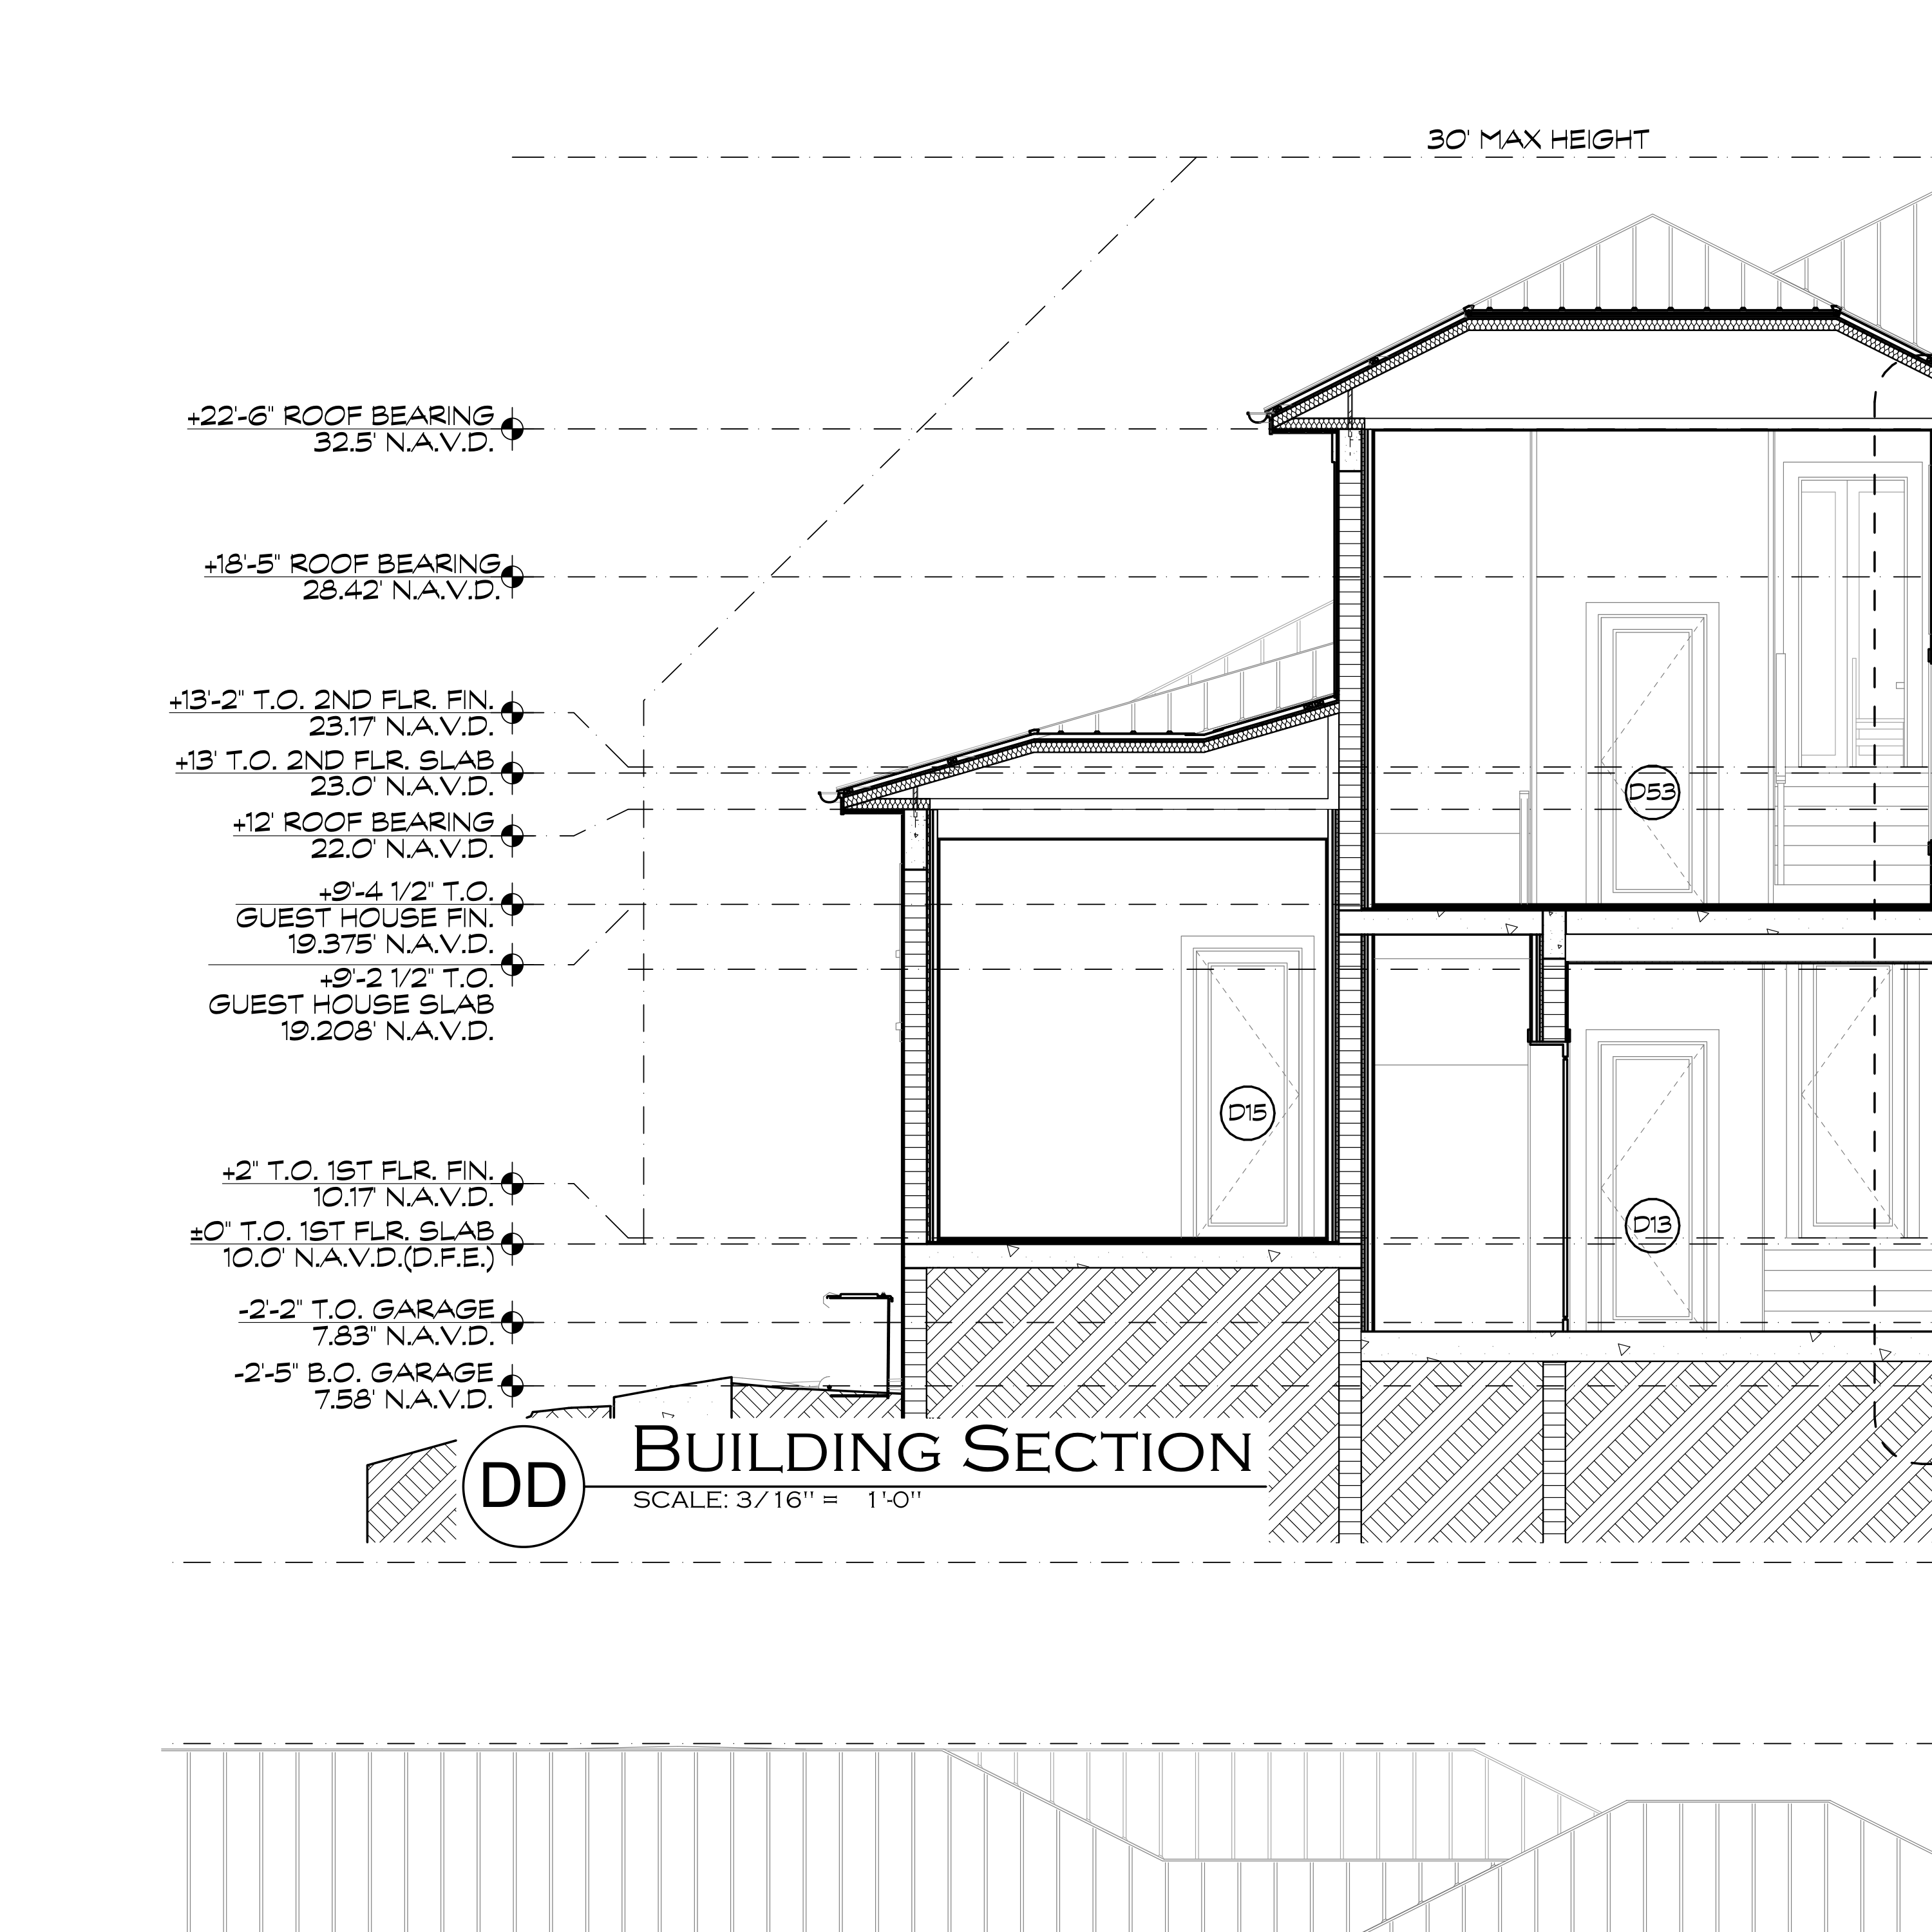 30' MAX HEIGHT
+22'-6" ROOF BEARING
32.5' N.A.V.D.
+18'-5" ROOF BEARING
28.42' N.A.V.D.
+13'-2" T.O. 2ND FLR. FIN.
23.17' N.A.V.D.
+13' T.O. 2ND FLR. SLAB
23.0' N.A.V.D.
D53
+12' ROOF BEARING
22.0' N.A.V.D.
+9'-4 1/2" T.O.
GUEST HOUSE FIN.
19.375' N.A.V.D.
+9'-2 1/2" T.O.
GUEST HOUSE SLAB
19.208' N.A.V.D.
D15
+2" T.O. 1ST FLR. FIN.
10.17' N.A.V.D.
D13
±0" T.O. 1ST FLR. SLAB
10.0' N.A.V.D.(D.F.E.)
-2'-2" T.O. GARAGE
7.83" N.A.V.D.
-2'-5" B.O. GARAGE
7.58' N.A.V.D.
DD
BUILDING SECTION
SCALE: 3/16" = 1'-0"